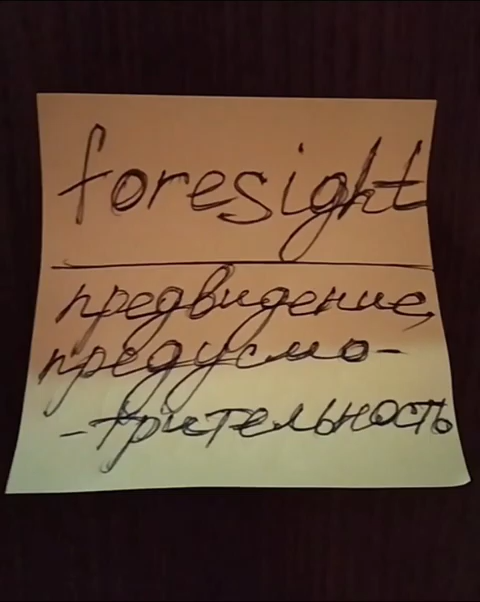 foresight
предвидение,
предусмо-
-трительность